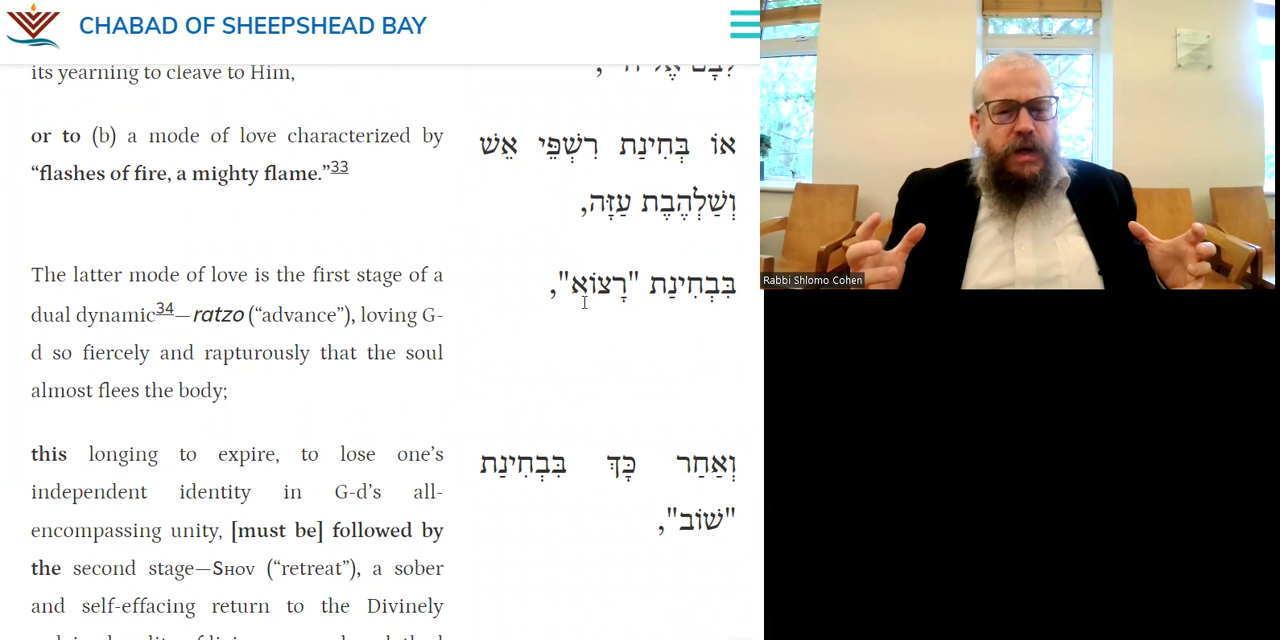 CHABAD OF SHEEPSHEAD BAY
its yearning to cleave to Him,
or to (b) a mode of love characterized by
“flashes of fire, a mighty flame.”33
The latter mode of love is the first stage of a
dual dynamic34—ratzo (“advance”), loving G-
d so fiercely and rapturously that the soul
almost flees the body;
this longing to expire, to lose one’s
independent identity in G-d’s all-
encompassing unity, [must be] followed by
the second stage—Shov (“retreat”), a sober
and self-effacing return to the Divinely
אוֹ בְּחִינַת רִשְׁפֵּי אֵשׁ
וְשַׁלְהֶבֶת עַזָּה,
בִּבְחִינַת "רָצוֹא",
וְאַחַר כָּךְ בִּבְחִינַת
"שׁוֹב",
Rabbi Shlomo Cohen